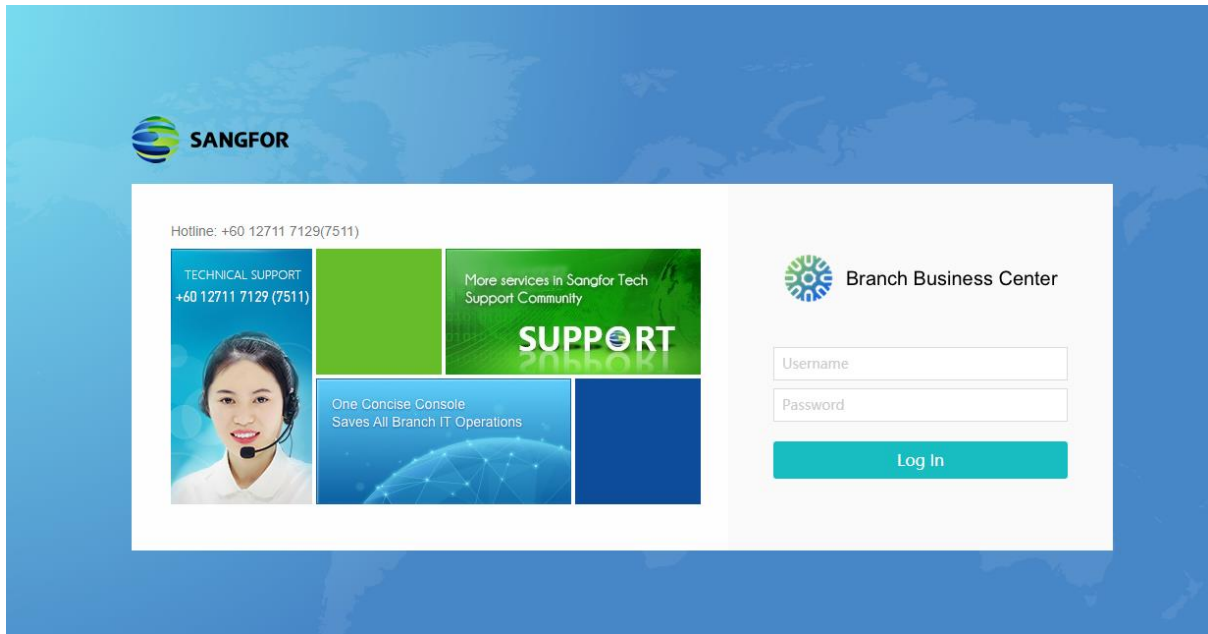 SANGFOR
Hotline: +60 12711 7129(7511)
TECHNICAL SUPPORT
+60 12711 7129 (7511)
More services in Sangfor Tech
Support Community
SUPPORT
One Concise Console
Saves All Branch IT Operations
Branch Business Center
Username
Password
Log In